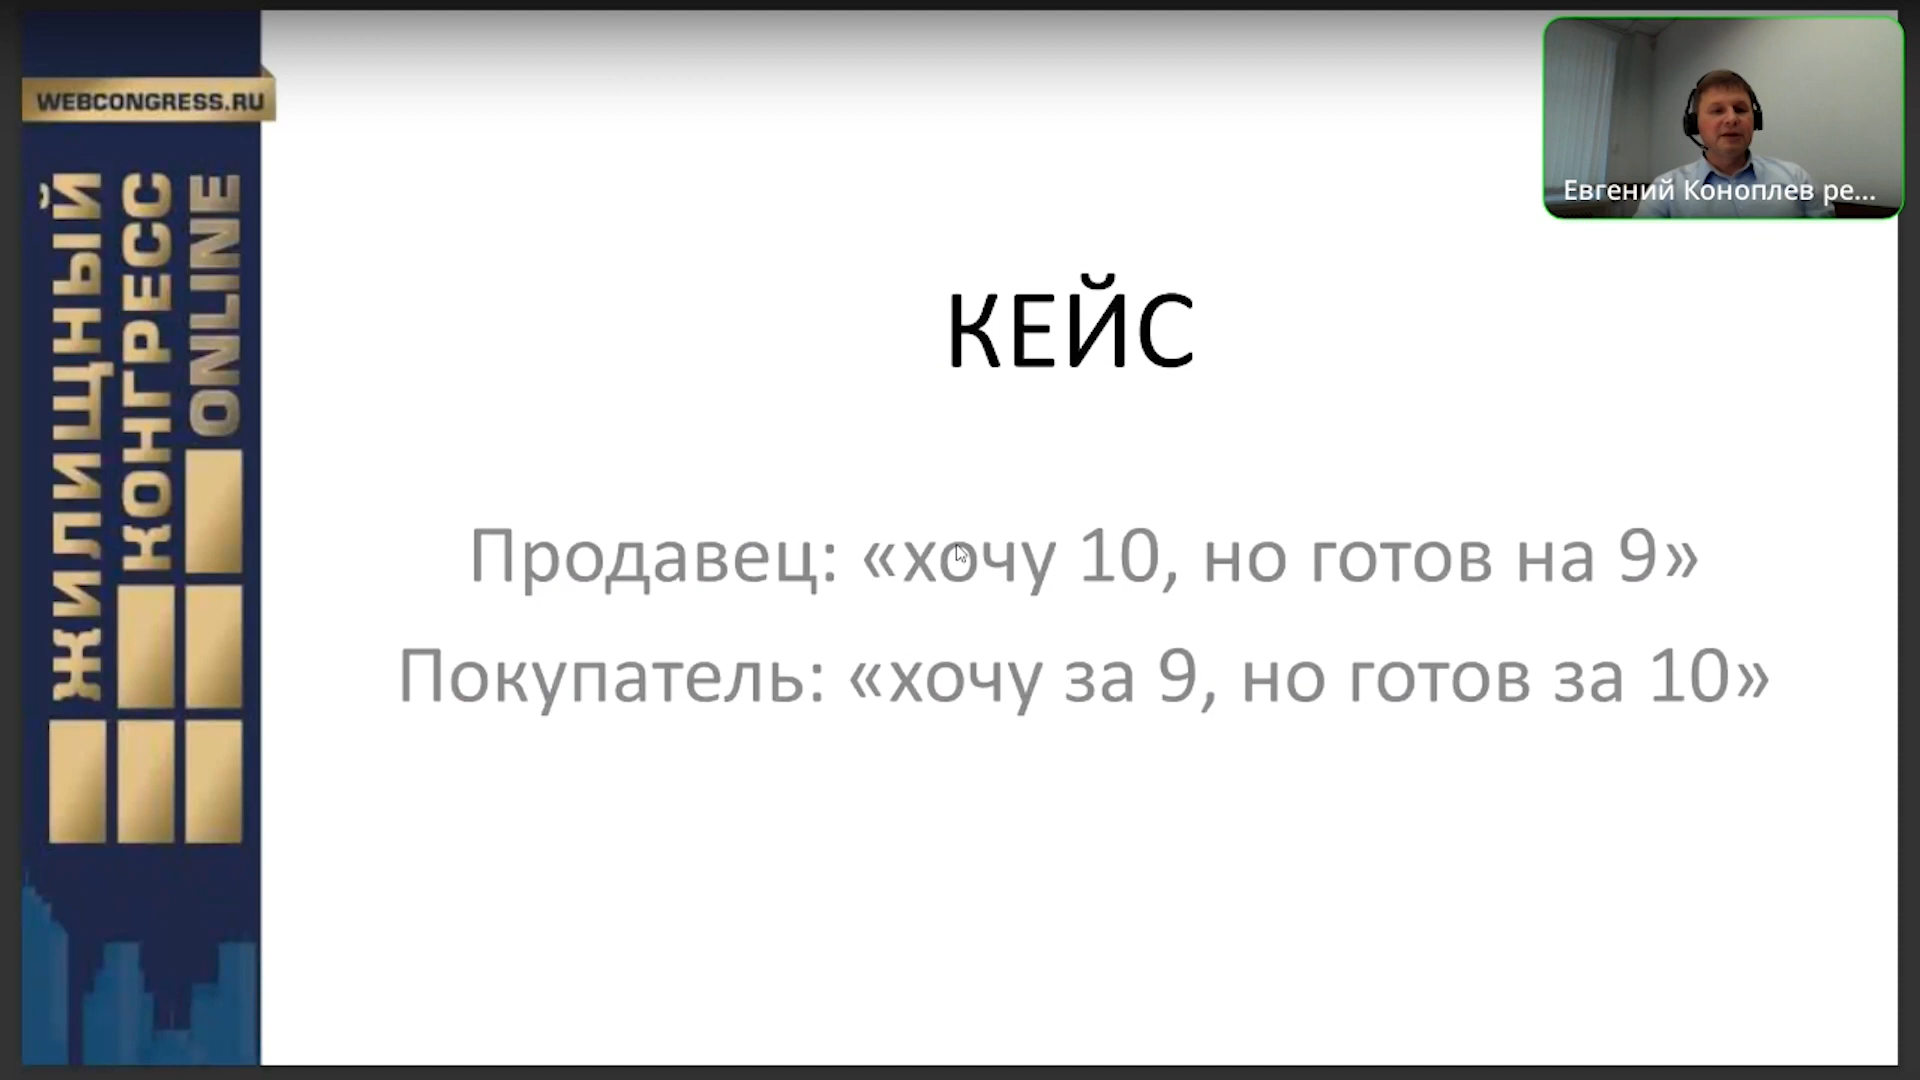 WEBCONGRESS.RU
ЖИЛИЩНЫЙ
КОНГРЕСС
ONLINE
Евгений Коноплев ре...
КЕЙС
Продавец: «хочу 10, но готов на 9»
Покупатель: «хочу за 9, но готов за 10»